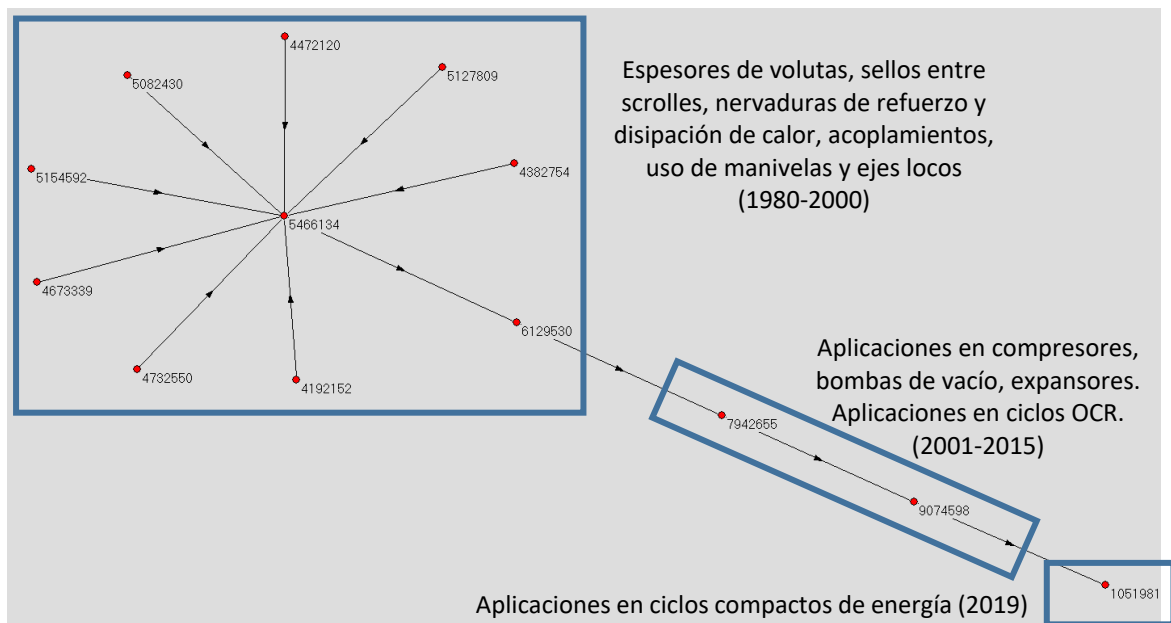 4472120
5127809
5082430
Espesores de volutas, sellos entre
scrolles, nervaduras de refuerzo y
disipación de calor, acoplamientos,
uso de manivelas y ejes locos
(1980-2000)
4382754
5154592
5466134
4673339
6129530
4732550
4192152
Aplicaciones en compresores,
bombas de vacío, expansores.
Aplicaciones en ciclos OCR.
(2001-2015)
7942655
9074598
Aplicaciones en ciclos compactos de energía (2019)
1051981